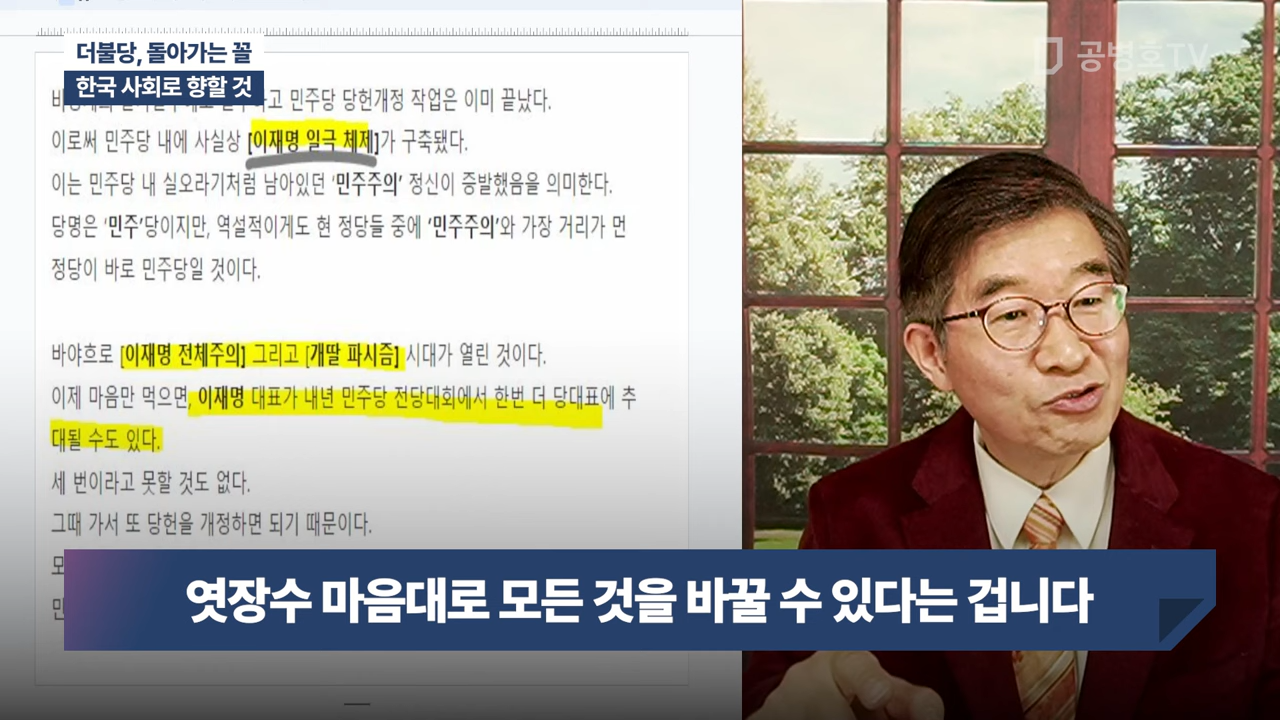 더불당, 돌아가는 꼴
한국 사회로 향할 것
공병호TV
고 민주당 당헌개정 작업은 이미 끝났다.
이로써 민주당 내에 사실상 [이재명 일극 체제]가 구축됐다.
이는 민주당 내 실오라기처럼 남아있던 ‘민주주의’ 정신이 증발했음을 의미한다.
당명은 ‘민주’당이지만, 역설적이게도 현 정당들 중에 ‘민주주의’와 가장 거리가 먼
정당이 바로 민주당일 것이다.
바야흐로 [이재명 전체주의] 그리고 [개딸 파시즘] 시대가 열린 것이다.
이제 마음만 먹으면, 이재명 대표가 내년 민주당 전당대회에서 한번 더 당대표에 추
대될 수도 있다.
세 번이라고 못할 것도 없다.
그때 가서 또 당헌을 개정하면 되기 때문이다.
엿장수 마음대로 모든 것을 바꿀 수 있다는 겁니다